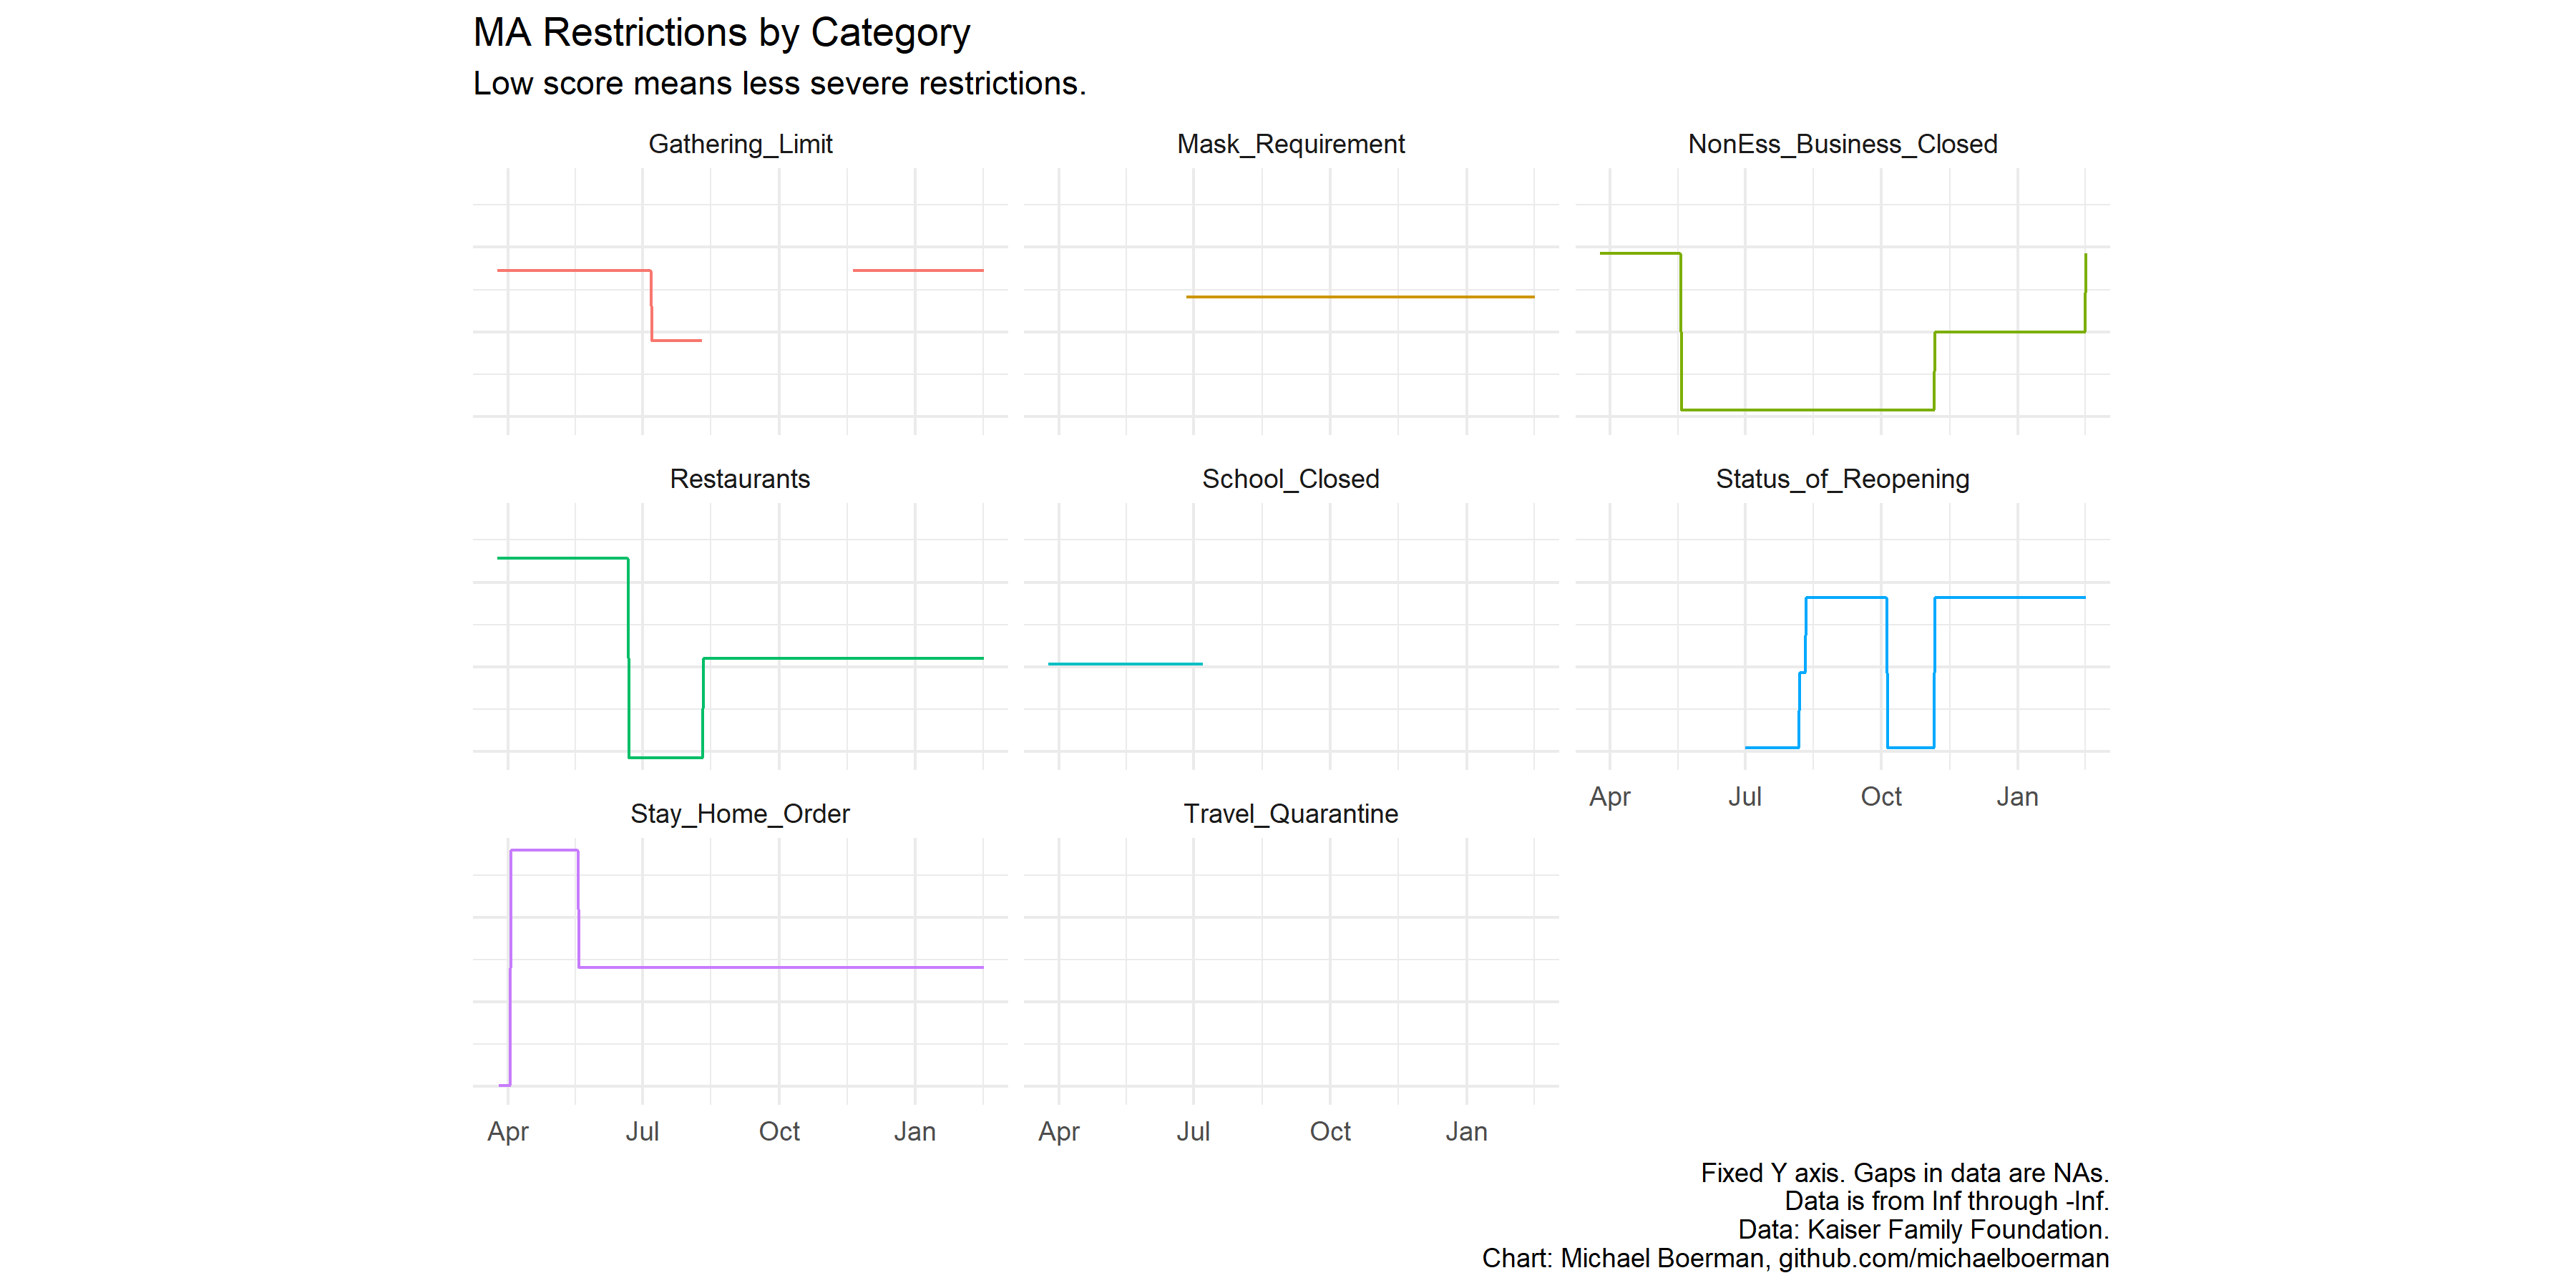 MA Restrictions by Category
Low score means less severe restrictions.
Gathering_Limit
Mask_Requirement
NonEss_Business_Closed
Restaurants
School_Closed
Status_of_Reopening
Apr Jul Oct Jan
Stay_Home_Order
Travel_Quarantine
Apr Jul Oct Jan
Apr Jul Oct Jan
Fixed Y axis. Gaps in data are NAs.
Data is from Inf through -Inf.
Data: Kaiser Family Foundation.
Chart: Michael Boerman, github.com/michaelboerman